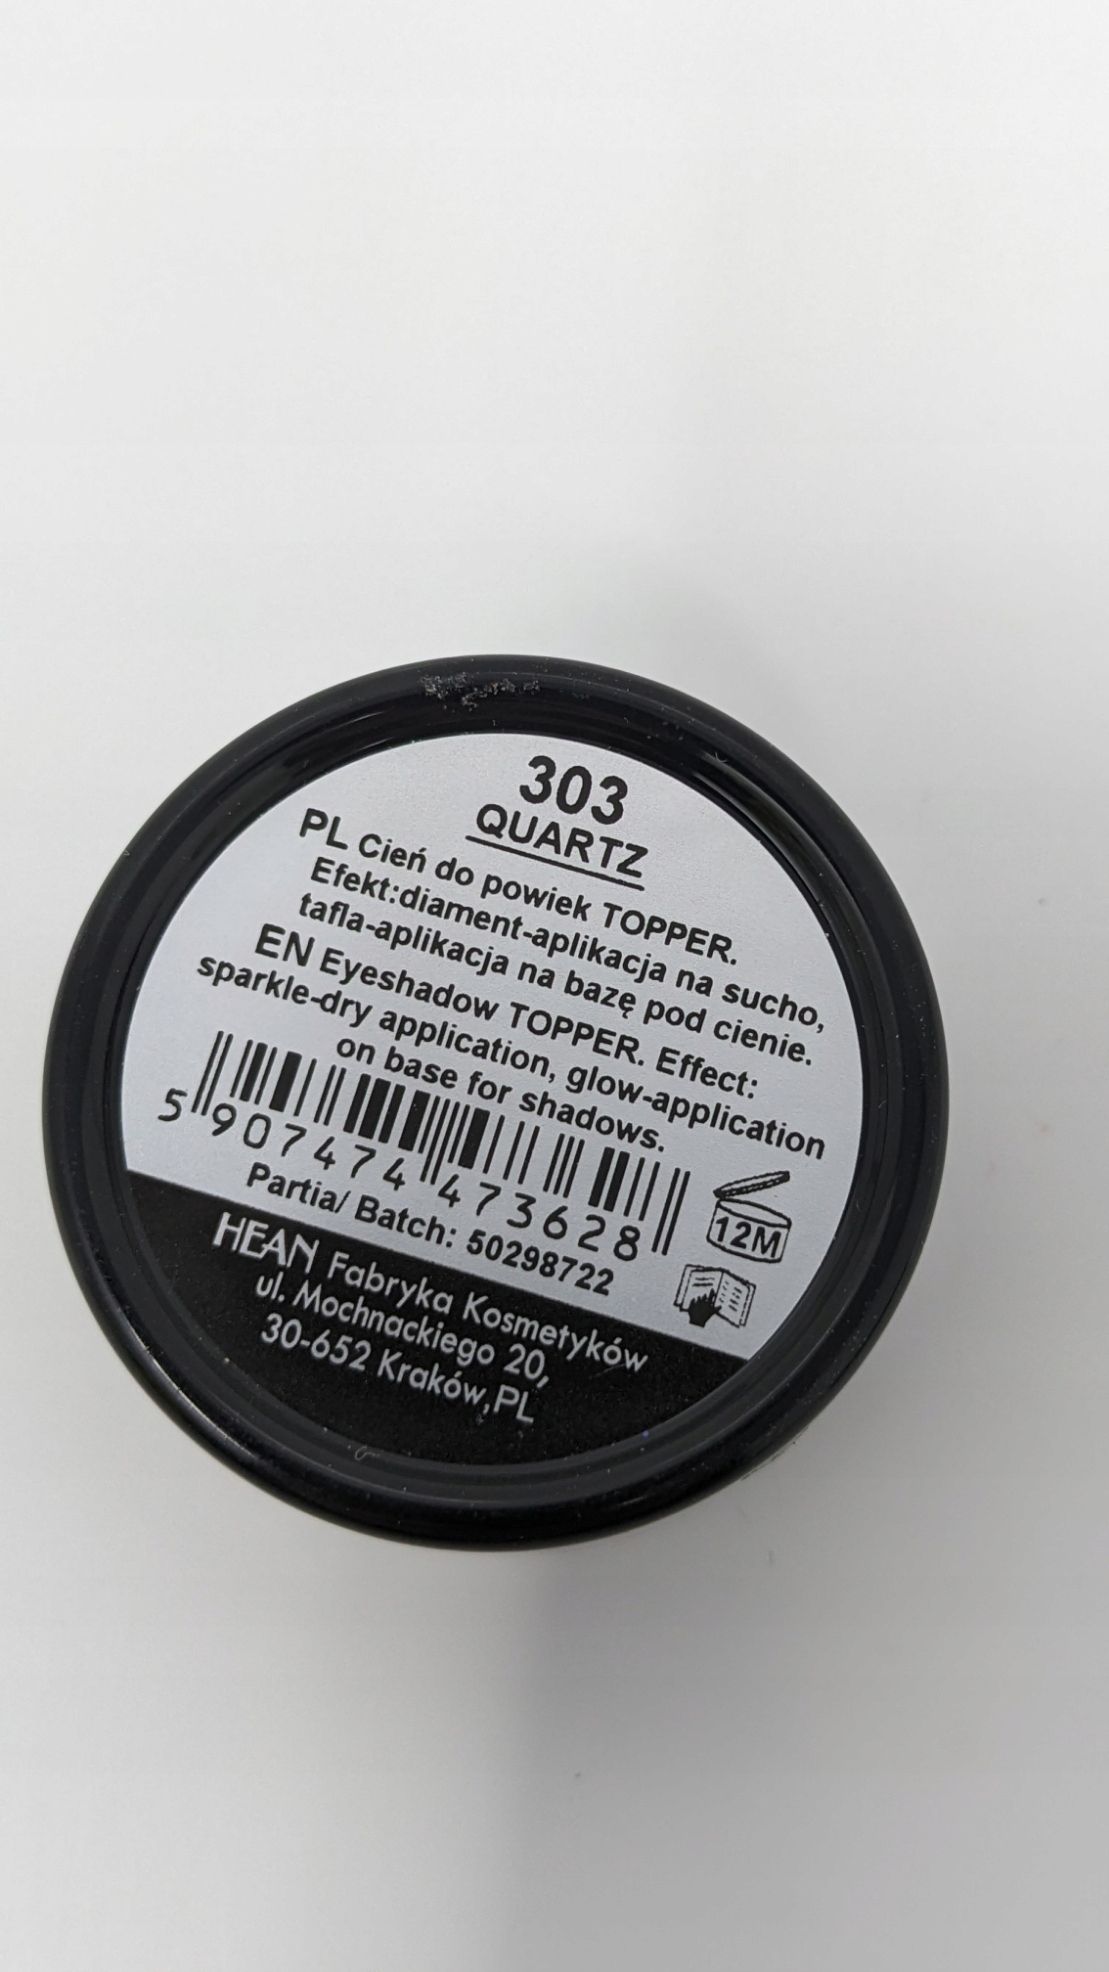 303
QUARTZ
PL Cień do powiek TOPPER.
Efekt:diament-aplikacja na sucho,
tafla-aplikacja na bazę pod cienie.
EN Eyeshadow TOPPER. Effect:
sparkle-dry application, glow-application
on base for shadows.
5 907474 473628
12M
Partia/ Batch: 50298722
HEAN Fabryka Kosmetyków
ul. Mochnackiego 20,
30-652 Kraków,PL